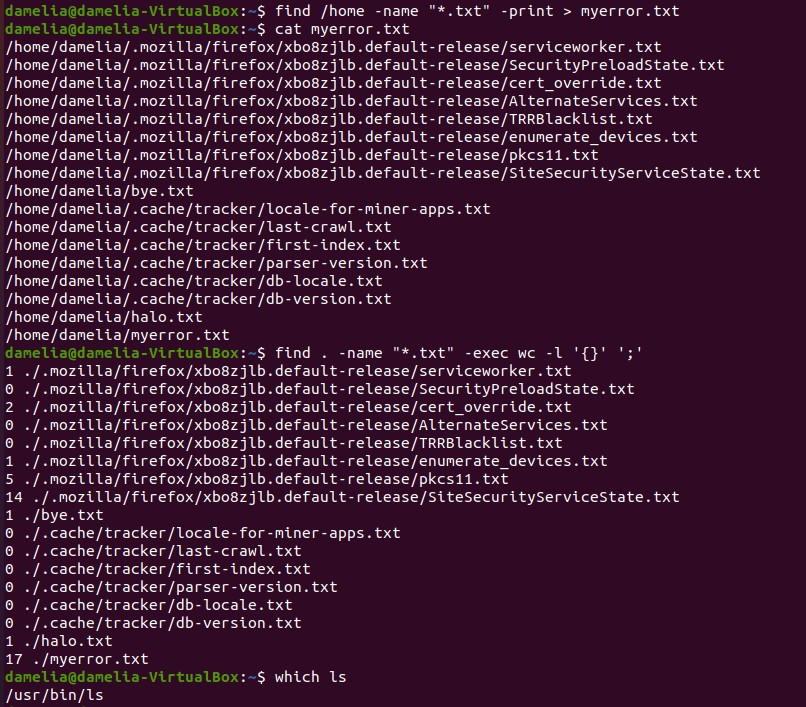 damelia@damelia-VirtualBox:~$ find /home -name "*.txt" -print > myerror.txt
damelia@damelia-VirtualBox:~$ cat myerror.txt
/home/damelia/.mozilla/firefox/xbo8zjlb.default-release/serviceworker.txt
/home/damelia/.mozilla/firefox/xbo8zjlb.default-release/SecurityPreloadState.txt
/home/damelia/.mozilla/firefox/xbo8zjlb.default-release/cert_override.txt
/home/damelia/.mozilla/firefox/xbo8zjlb.default-release/AlternateServices.txt
/home/damelia/.mozilla/firefox/xbo8zjlb.default-release/TRRBlacklist.txt
/home/damelia/.mozilla/firefox/xbo8zjlb.default-release/enumerate_devices.txt
/home/damelia/.mozilla/firefox/xbo8zjlb.default-release/pkcs11.txt
/home/damelia/.mozilla/firefox/xbo8zjlb.default-release/SiteSecurityServiceState.txt
/home/damelia/bye.txt
/home/damelia/.cache/tracker/locale-for-miner-apps.txt
/home/damelia/.cache/tracker/last-crawl.txt
/home/damelia/.cache/tracker/first-index.txt
/home/damelia/.cache/tracker/parser-version.txt
/home/damelia/.cache/tracker/db-locale.txt
/home/damelia/.cache/tracker/db-version.txt
/home/damelia/halo.txt
/home/damelia/myerror.txt
damelia@damelia-VirtualBox:~$ find . -name "*.txt" -exec wc -l '{}' ';'
1 ./.mozilla/firefox/xbo8zjlb.default-release/serviceworker.txt
0 ./.mozilla/firefox/xbo8zjlb.default-release/SecurityPreloadState.txt
2 ./.mozilla/firefox/xbo8zjlb.default-release/cert_override.txt
0 ./.mozilla/firefox/xbo8zjlb.default-release/AlternateServices.txt
0 ./.mozilla/firefox/xbo8zjlb.default-release/TRRBlacklist.txt
1 ./.mozilla/firefox/xbo8zjlb.default-release/enumerate_devices.txt
5 ./.mozilla/firefox/xbo8zjlb.default-release/pkcs11.txt
14 ./.mozilla/firefox/xbo8zjlb.default-release/SiteSecurityServiceState.txt
1 ./bye.txt
0 ./.cache/tracker/locale-for-miner-apps.txt
0 ./.cache/tracker/last-crawl.txt
0 ./.cache/tracker/first-index.txt
0 ./.cache/tracker/parser-version.txt
0 ./.cache/tracker/db-locale.txt
0 ./.cache/tracker/db-version.txt
1 ./halo.txt
17 ./myerror.txt
damelia@damelia-VirtualBox:~$ which ls
/usr/bin/ls